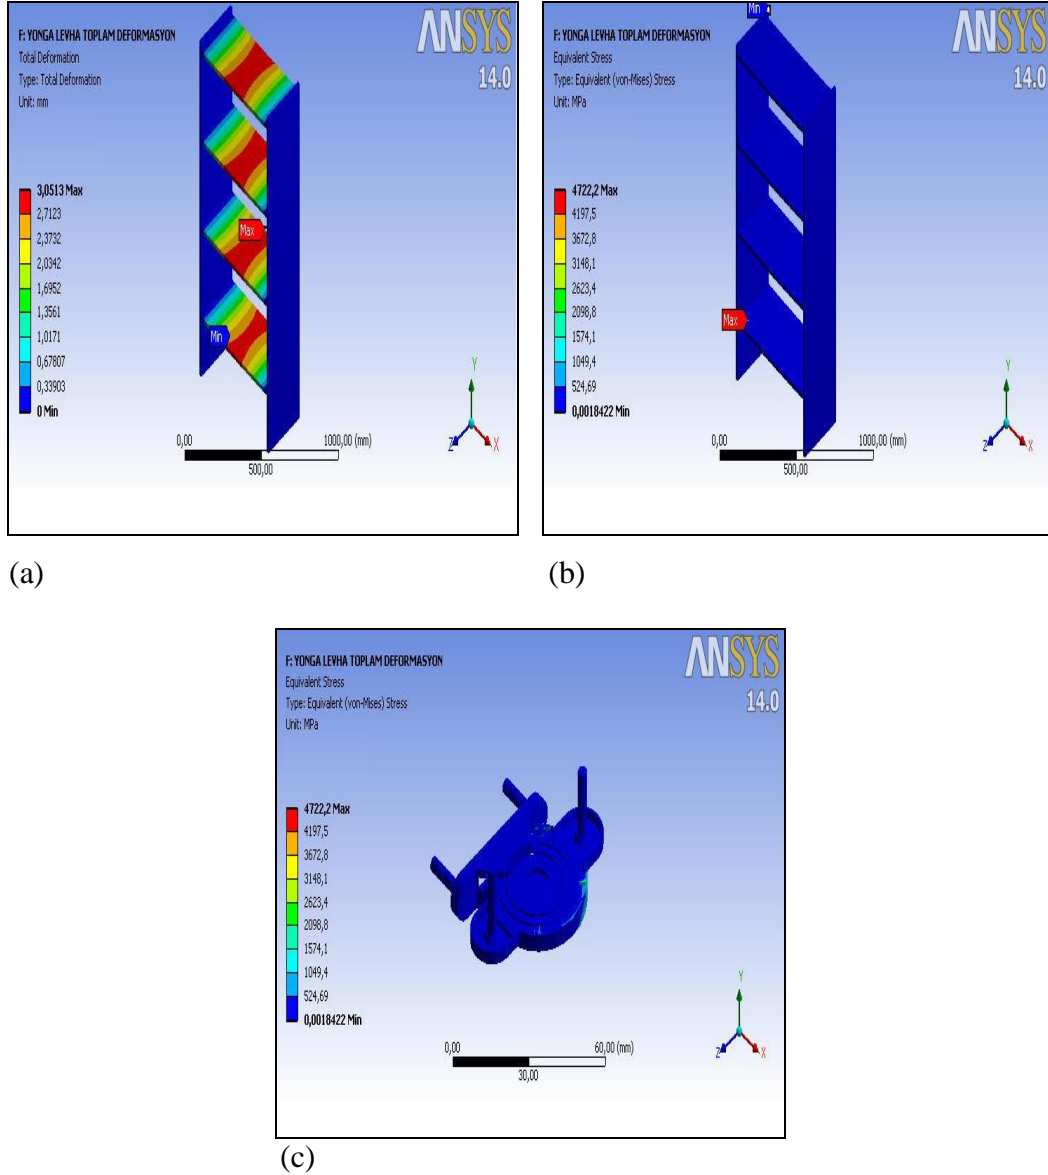 F: YONGA LEVHA TOPLAM DEFORMASYON
Total Deformation
Type: Total Deformation
Unit: mm
ANSYS
14.0
3,0513 Max
2,7123
2,3732
2,0342
1,6952
1,3561
1,0171
0,67807
0,33903
0 Min
Max
Min
Y
Z
X
0,00
1000,00 (mm)
500,00
(a)
F: YONGA LEVHA TOPLAM DEFORMASYON
Equivalent Stress
Type: Equivalent (von-Mises) Stress
Unit: MPa
ANSYS
14.0
Min
4722,2 Max
4197,5
3672,8
3148,1
2623,4
2098,8
1574,1
1049,4
524,69
0,0018422 Min
Max
Y
Z
X
0,00
1000,00 (mm)
500,00
(b)
F: YONGA LEVHA TOPLAM DEFORMASYON
Equivalent Stress
Type: Equivalent (von-Mises) Stress
Unit: MPa
ANSYS
14.0
4722,2 Max
4197,5
3672,8
3148,1
2623,4
2098,8
1574,1
1049,4
524,69
0,0018422 Min
Y
Z
X
0,00
60,00 (mm)
30,00
(c)